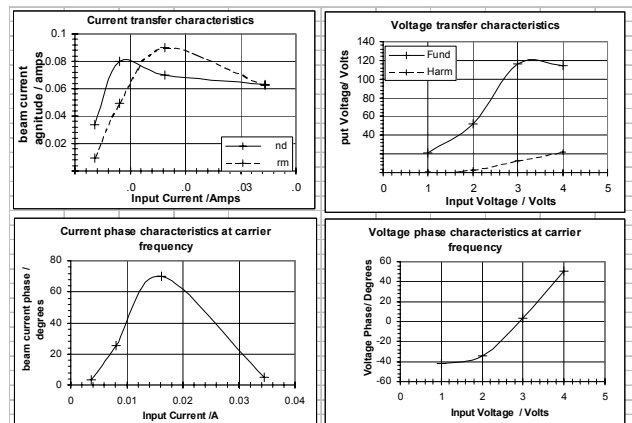 Current transfer characteristics
beam current
agnitude / amps
0.1
0.08
0.06
0.04
0.02
nd
rm
.0
.0
0.03
.0
Input Current /Amps
Voltage transfer characteristics
put Voltage/ Volts
140
120
100
80
60
40
Fund
Harm
0
1
2
3
4
5
Input Voltage / Volts
Current phase characteristics at carrier
frequency
beam current phase /
degrees
80
60
40
20
0
0
0.01
0.02
0.03
0.04
Input Current /A
Voltage phase characteristics at carrier
frequency
Voltage Phase/ Degrees
60
40
20
0
-20
-40
-60
0
1
2
3
4
5
Input Voltage / Volts